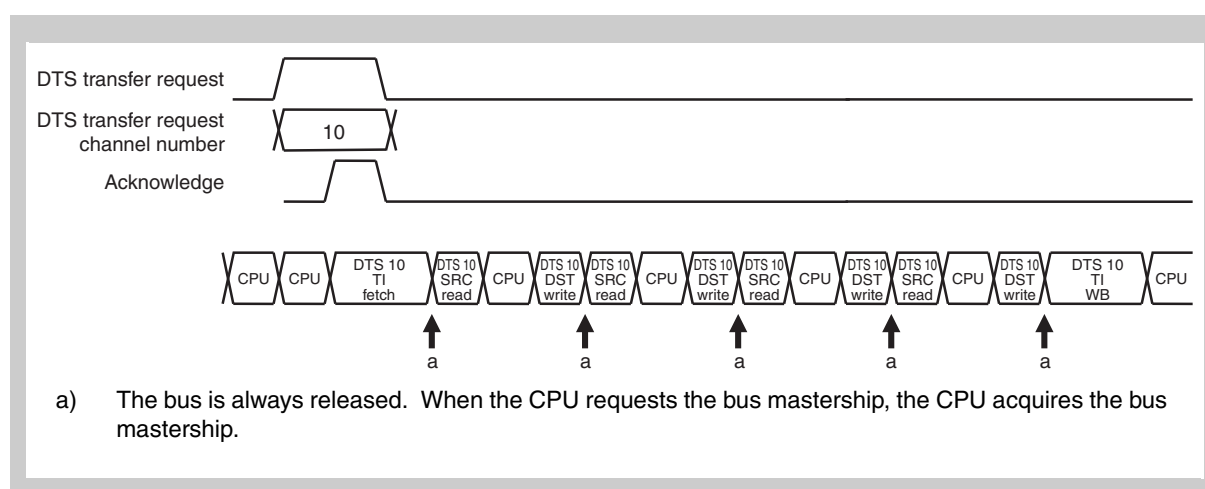 DTS transfer request
DTS transfer request
channel number
10
Acknowledge
CPU CPU DTS 10 TI fetch DTS 10 SRC read CPU DTS 10 DST write DTS 10 SRC read CPU DTS 10 DST write DTS 10 SRC read CPU DTS 10 DST write DTS 10 SRC read CPU DTS 10 DST write DTS 10 TI WB CPU
a a a a a
a) The bus is always released. When the CPU requests the bus mastership, the CPU acquires the bus
mastership.